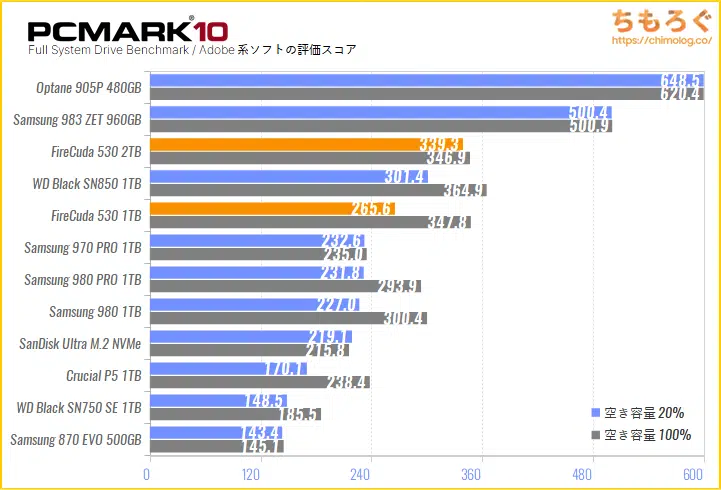 PCMARK®10
ちもろぐ
Full System Drive Benchmark / Adobe 系ソフトの評価スコア
https://chimolog.co/
Optane 905P 480GB 648.5
620.4
Samsung 983 ZET 960GB 500.4
500.9
FireCuda 530 2TB 339.3
346.9
WD Black SN850 1TB 301.4
364.9
FireCuda 530 1TB 265.6
347.8
Samsung 970 PRO 1TB 232.6
235.0
Samsung 980 PRO 1TB 231.8
293.9
Samsung 980 1TB 227.0
300.4
SanDisk Ultra M.2 NVMe 219.1
215.8
Crucial P5 1TB 170.1
238.4
WD Black SN750 SE 1TB 148.5
185.5
Samsung 870 EVO 500GB 143.4
145.1
空き容量 20%
空き容量 100%
0 120 240 360 480 600